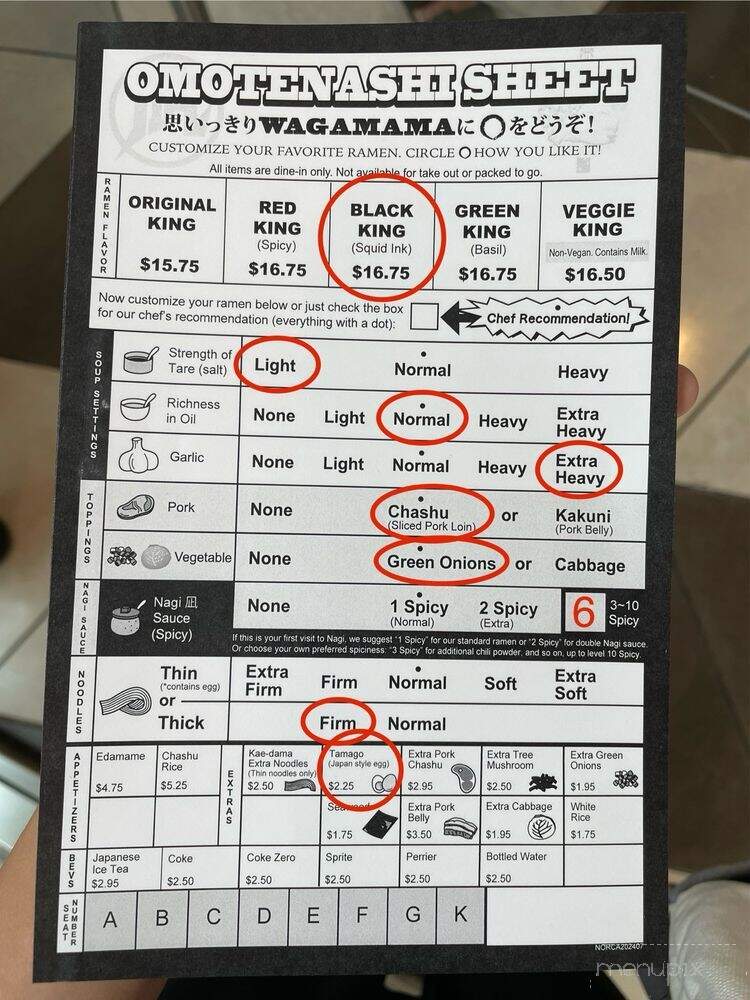 OMOTENASHI SHEET
思いっきりWAGAMAMAに○をどうぞ!
CUSTOMIZE YOUR FAVORITE RAMEN. CIRCLE O HOW YOU LIKE IT!
All items are dine-in only. Not available for take out or packed to go.
RAMEN FLAVOR
ORIGINAL KING
$15.75
RED KING
(Spicy)
$16.75
BLACK KING
(Squid Ink)
$16.75
GREEN KING
(Basil)
$16.75
VEGGIE KING
Non-Vegan. Contains Milk.
$16.50
Now customize your ramen below or just check the box
for our chef's recommendation (everything with a dot):
Chef Recommendation!
SOUP SETTINGS
Strength of Tare (salt)
Light Normal Heavy
Richness in Oil
None Light Normal Heavy Extra Heavy
Garlic
None Light Normal Heavy Extra Heavy
TOPPINGS
Pork
None Chashu (Sliced Pork Loin) or Kakuni (Pork Belly)
Vegetable
None Green Onions or Cabbage
NAGI SAUCE
Nagi 凪 Sauce (Spicy)
None 1 Spicy (Normal) 2 Spicy (Extra) 6 3~10 Spicy
If this is your first visit to Nagi, we suggest "1 Spicy" for our standard ramen or "2 Spicy" for double Nagi sauce.
Or choose your own preferred spiciness: "3 Spicy" for additional chili powder, and so on, up to level 10 Spicy.
NOODLES
Thin
(*contains egg)
or
Thick
Extra Firm Firm Normal Soft Extra Soft
Firm Normal
APPETIZERS
Edamame
$4.75
Chashu Rice
$5.25
EXTRAS
Kae-dama
Extra Noodles
(Thin noodles only)
$2.50
Tamago
(Japan style egg)
$2.25
Extra Pork Chashu
$2.95
Extra Tree Mushroom
$2.50
Extra Green Onions
$1.95
Seaweed
$1.75
Extra Pork Belly
$3.50
Extra Cabbage
$1.95
White Rice
$1.75
BEVS
Japanese Ice Tea
$2.95
Coke
$2.50
Coke Zero
$2.50
Sprite
$2.50
Perrier
$2.50
Bottled Water
$2.50
SEAT NUMBER
A B C D E F G K
NORCA202407
menupix